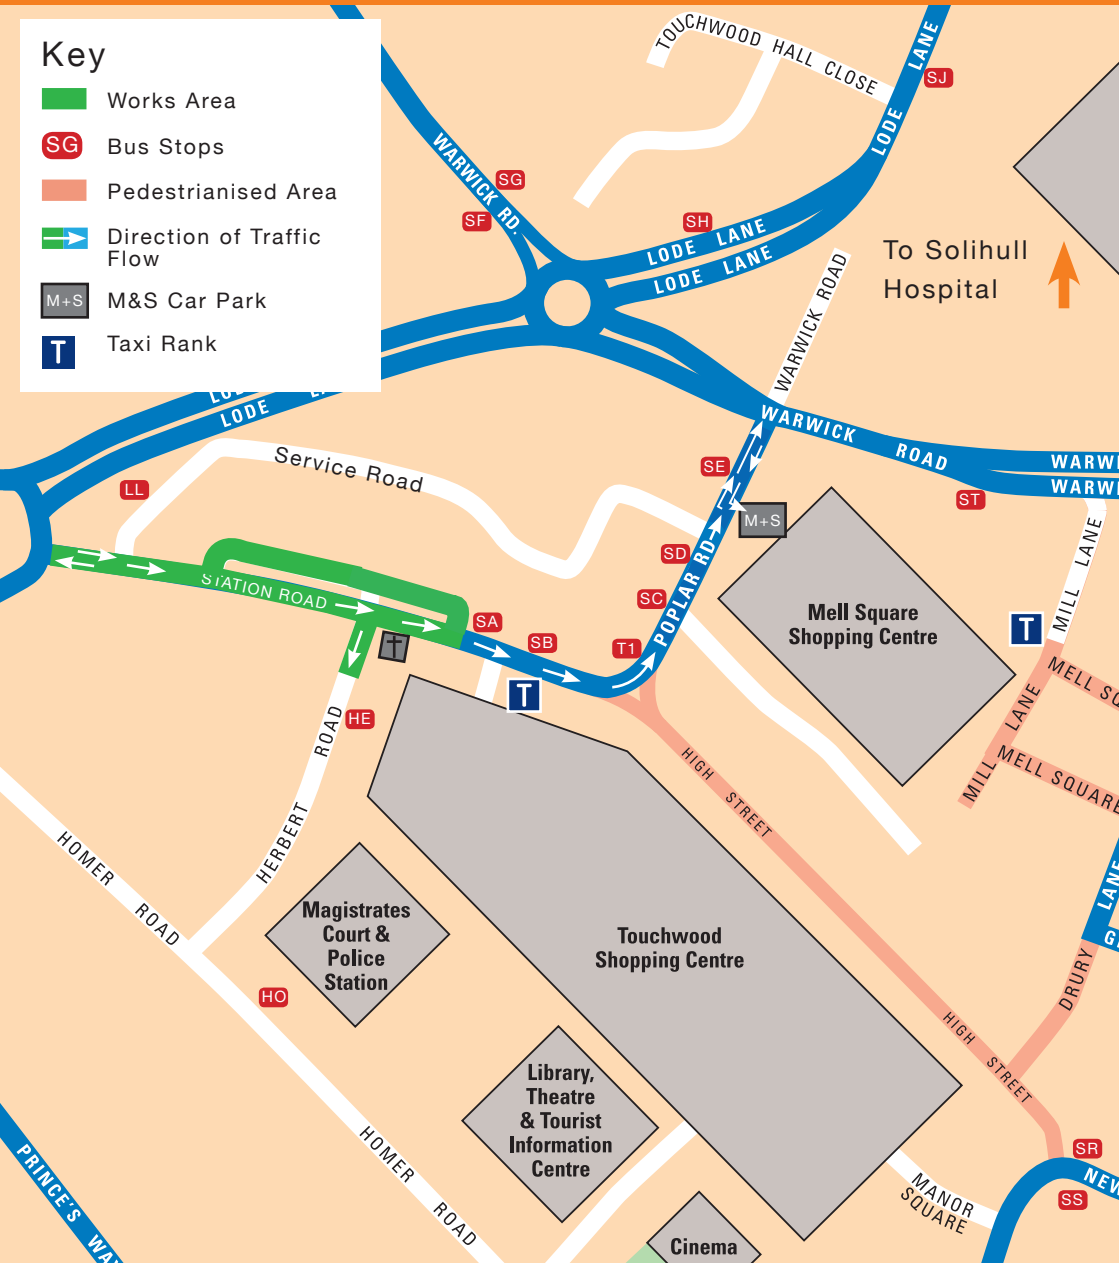 Key
Works Area
SG
Bus Stops
Pedestrianised Area
Direction of Traffic
Flow
M+S
M&S Car Park
T
Taxi Rank
TOUCHWOOD HALL CLOSE
LODE LANE
SJ
WARWICK RD.
SG
SF
SH
LODE LANE
LODE LANE
To Solihull
Hospital
WARWICK ROAD
LODE
WARWICK ROAD
WARWI
WARWI
Service Road
LL
SE
ST
M+S
MILL LANE
SD
POPLAR RD
SC
STATION ROAD
SA
SB
T1
T
T
Mell Square
Shopping Centre
MELL SQ
MILL LANE
MELL SQUARE
HE
HERBERT ROAD
HIGH STREET
HOMER ROAD
LANE
G
DRURY
Magistrates
Court &
Police
Station
Touchwood
Shopping Centre
HO
HIGH STREET
Library,
Theatre
& Tourist
Information
Centre
HOMER ROAD
PRINCE'S WAY
SR
NEW
SS
MANOR
SQUARE
Cinema